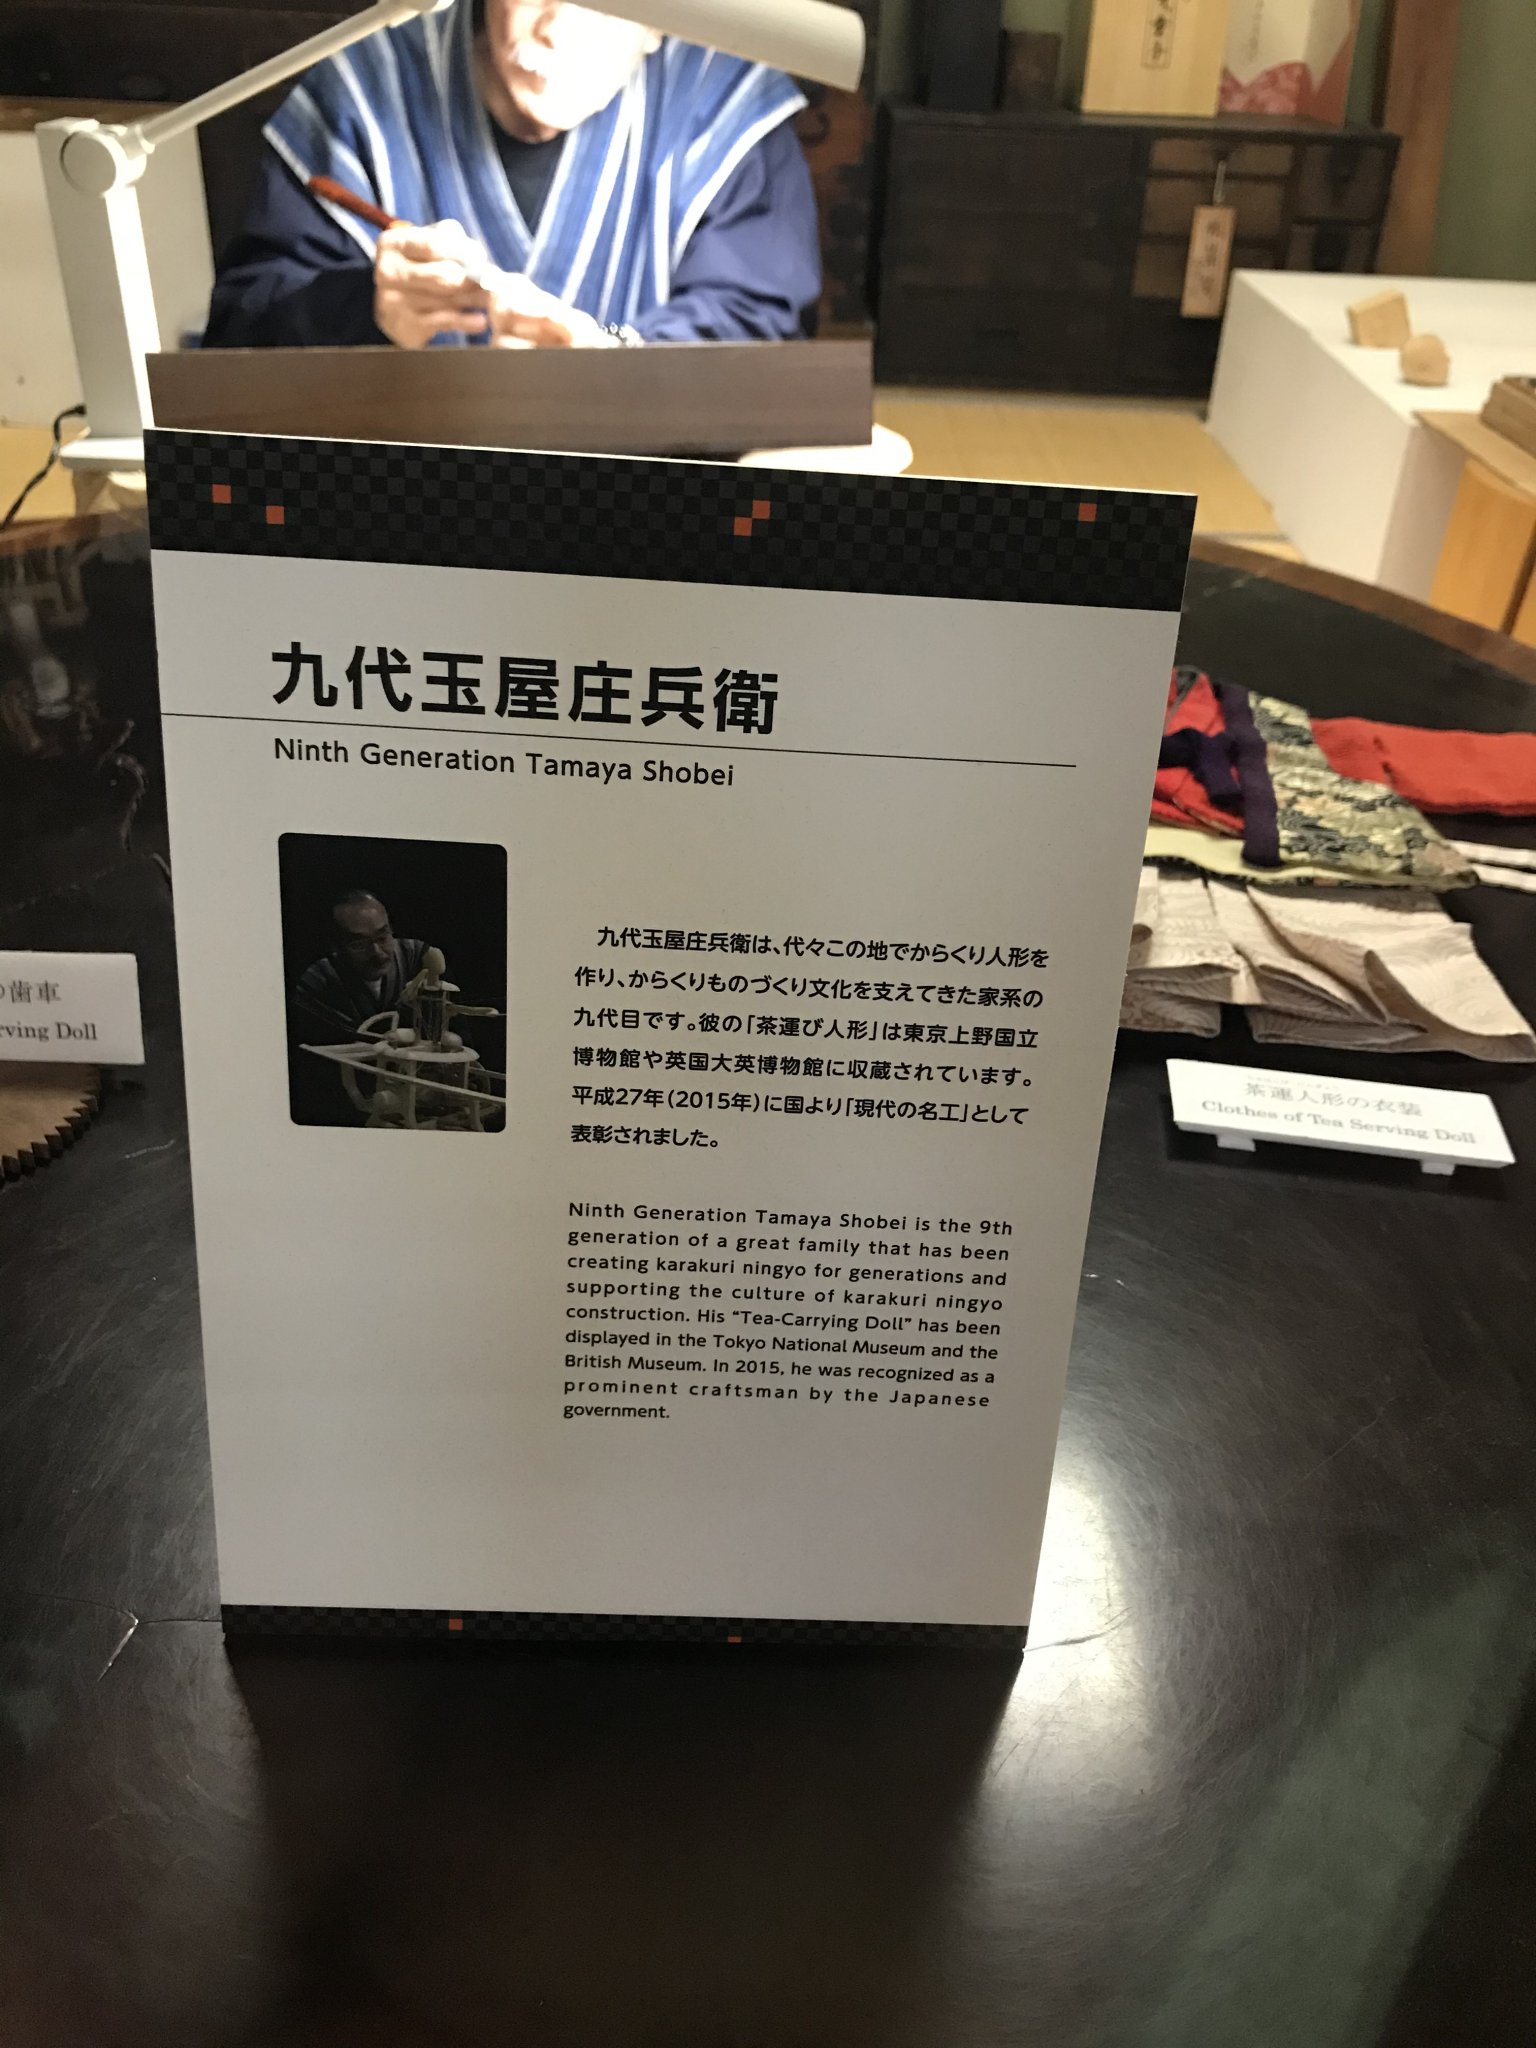 九代玉屋庄兵衛
Ninth Generation Tamaya Shobei
九代玉屋庄兵衛は、代々この地でからくり人形を
作り、からくりものづくり文化を支えてきた家系の
九代目です。彼の「茶運び人形」は東京上野国立
博物館や英国大英博物館に収蔵されています。
平成27年(2015年)に国より「現代の名工」として
表彰されました。
Ninth Generation Tamaya Shobei is the 9th
generation of a great family that has been
creating karakuri ningyo for generations and
supporting the culture of karakuri ningyo
construction. His “Tea-Carrying Doll” has been
displayed in the Tokyo National Museum and the
British Museum. In 2015, he was recognized as a
prominent craftsman by the Japanese
government.
の歯車
rving Doll
茶運人形の衣装
Clothes of Tea Serving Doll